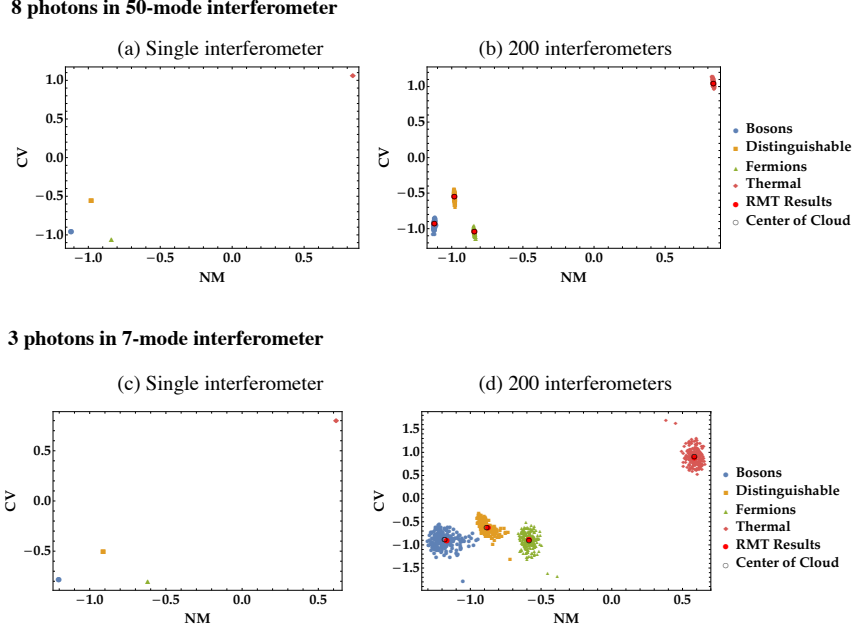 8 photons in 50-mode interferometer
(a) Single interferometer
(b) 200 interferometers
CV
1.0
0.5
0.0
−0.5
−1.0
−1.0
−0.5
0.0
0.5
NM
CV
1.0
0.5
0.0
−0.5
−1.0
−1.0
−0.5
0.0
0.5
NM
Bosons
Distinguishable
Fermions
Thermal
RMT Results
Center of Cloud
3 photons in 7-mode interferometer
(c) Single interferometer
(d) 200 interferometers
CV
0.5
0.0
−0.5
−1.0
−0.5
0.0
0.5
NM
CV
1.5
1.0
0.5
0.0
−0.5
−1.0
−1.5
−1.0
−0.5
0.0
0.5
NM
Bosons
Distinguishable
Fermions
Thermal
RMT Results
Center of Cloud